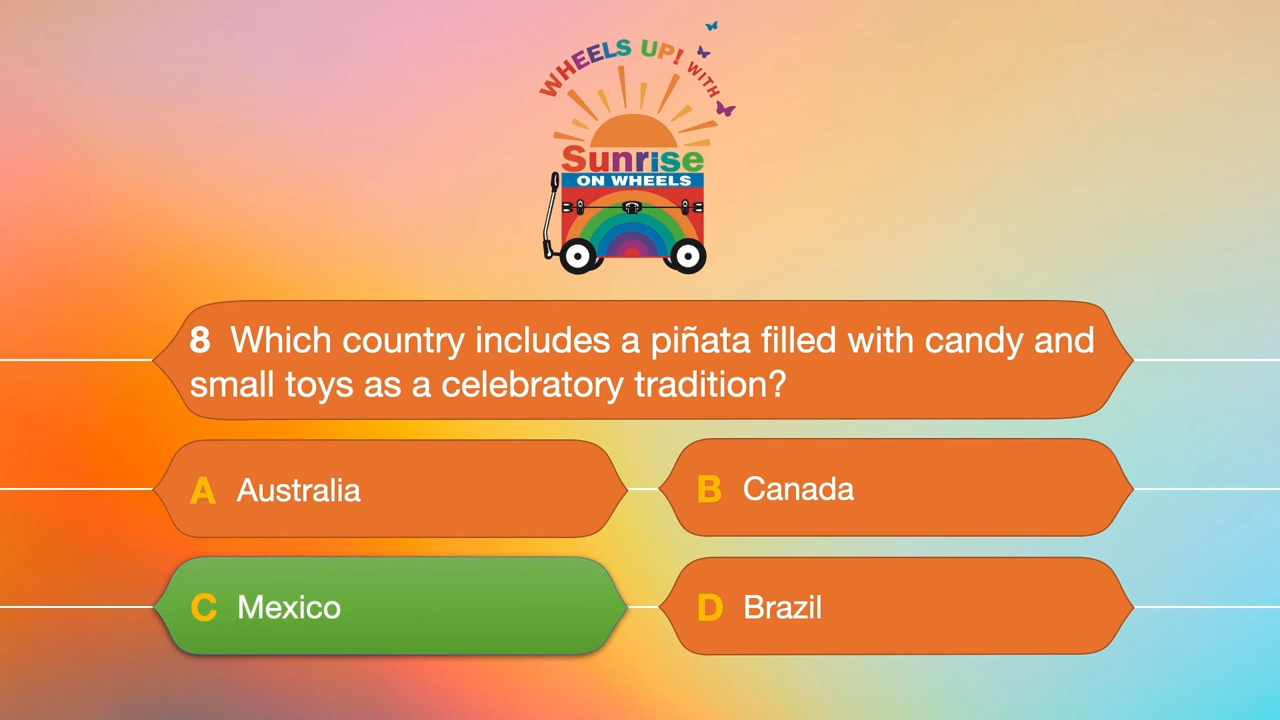 WHEELS UP! WITH
Sunrise
ON WHEELS
8 Which country includes a piñata filled with candy and
small toys as a celebratory tradition?
A Australia
B Canada
C Mexico
D Brazil